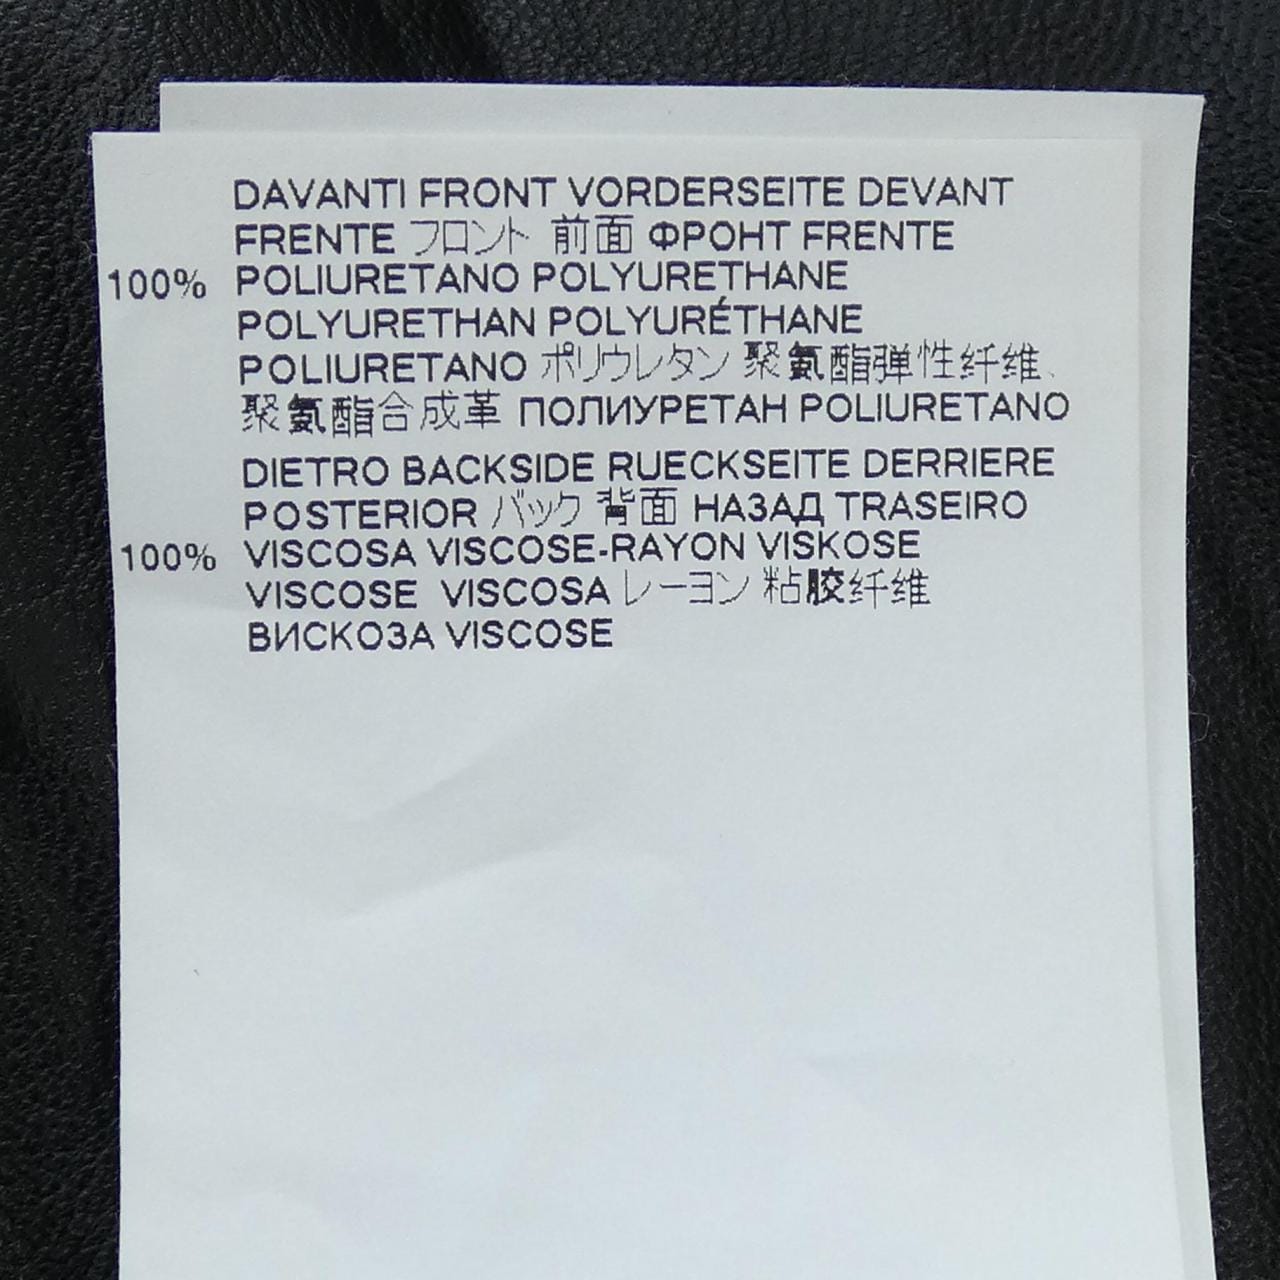 DAVANTI FRONT VORDERSEITE DEVANT
FRENTE フロント 前面 ФРОНТ FRENTE
100% POLIURETANO POLYURETHANE
POLYURETHAN POLYURÉTHANE
POLIURETANO ポリウレタン 聚氨酯弹性纤维、
聚氨酯合成革 ПОЛИУРЕТАН POLIURETANO
DIETRO BACKSIDE RUECKSEITE DERRIERE
POSTERIOR バック 背面 НАЗАД TRASEIRO
100% VISCOSA VISCOSE-RAYON VISKOSE
VISCOSE VISCOSA レーヨン 粘胶纤维
ВИСКОЗА VISCOSE